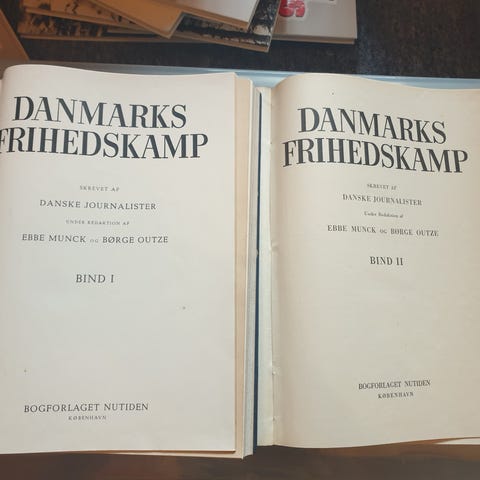 DANMARKS
FRIHEDSKAMP
SKREVET AF
DANSKE JOURNALISTER
UNDER REDAKTION AF
EBBE MUNCK OG BØRGE OUTZE
BIND I
BOGFORLAGET NUTIDEN
KØBENHAVN
DANMARKS
FRIHEDSKAMP
SKREVET AF
DANSKE JOURNALISTER
Under Redaktion af
EBBE MUNCK OG BØRGE OUTZE
BIND II
BOGFORLAGET NUTIDEN
KØBENHAVN